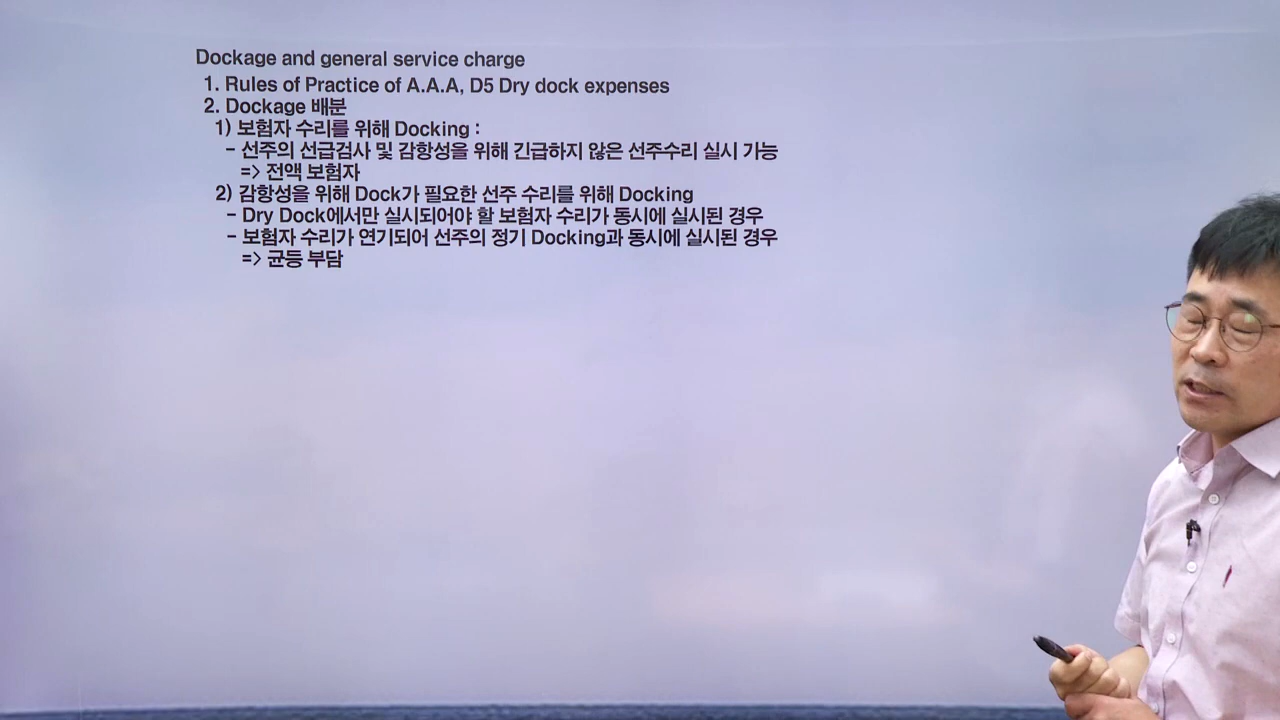 Dockage and general service charge
1. Rules of Practice of A.A.A, D5 Dry dock expenses
2. Dockage 배분
1) 보험자 수리를 위해 Docking :
- 선주의 선급검사 및 감항성을 위해 긴급하지 않은 선주수리 실시 가능
=> 전액 보험자
2) 감항성을 위해 Dock가 필요한 선주 수리를 위해 Docking
- Dry Dock에서만 실시되어야 할 보험자 수리가 동시에 실시된 경우
- 보험자 수리가 연기되어 선주의 정기 Docking과 동시에 실시된 경우
=> 균등 부담